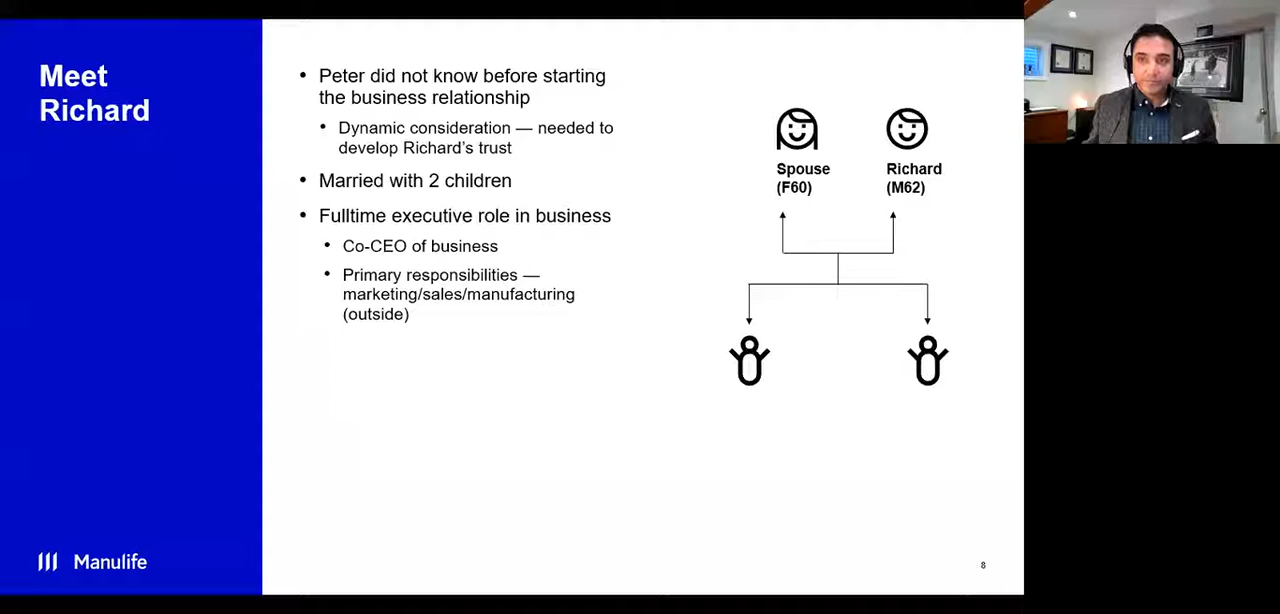 Meet
Richard
• Peter did not know before starting
the business relationship
• Dynamic consideration — needed to
develop Richard's trust
• Married with 2 children
• Fulltime executive role in business
• Co-CEO of business
• Primary responsibilities —
marketing/sales/manufacturing
(outside)
Spouse
(F60)
Richard
(M62)
Manulife
8